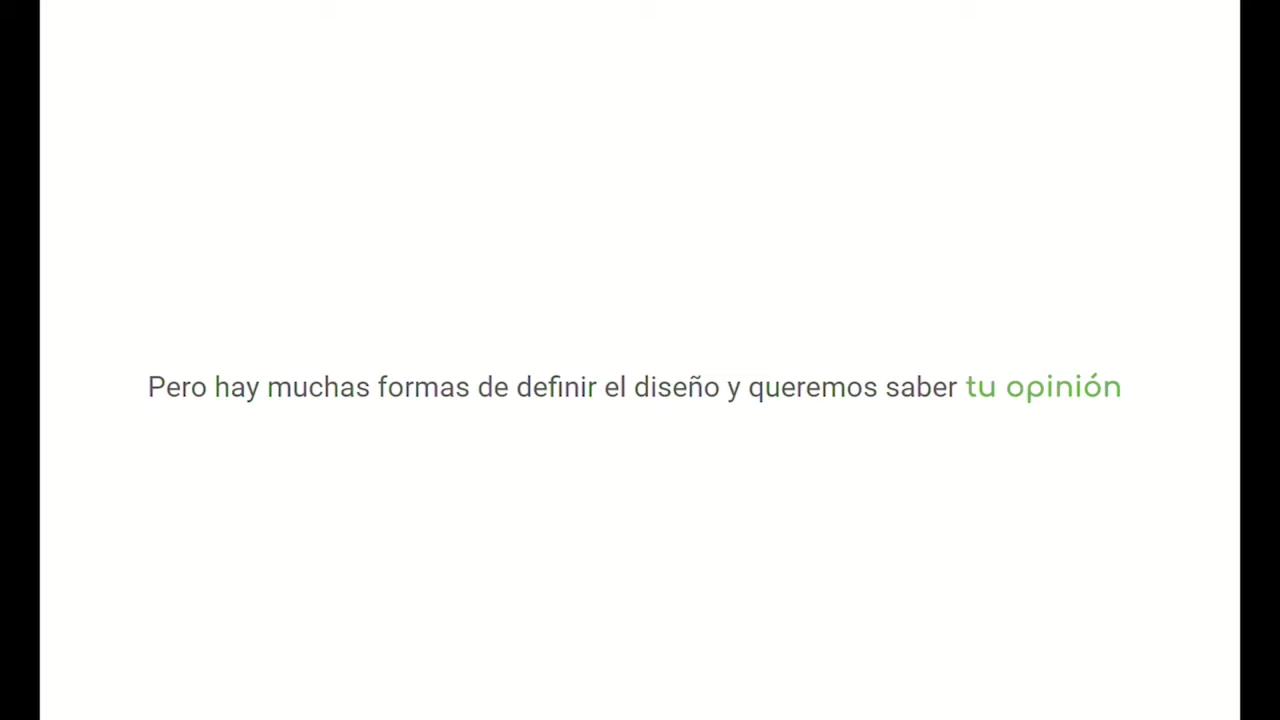 Pero hay muchas formas de definir el diseño y queremos saber tu opinión